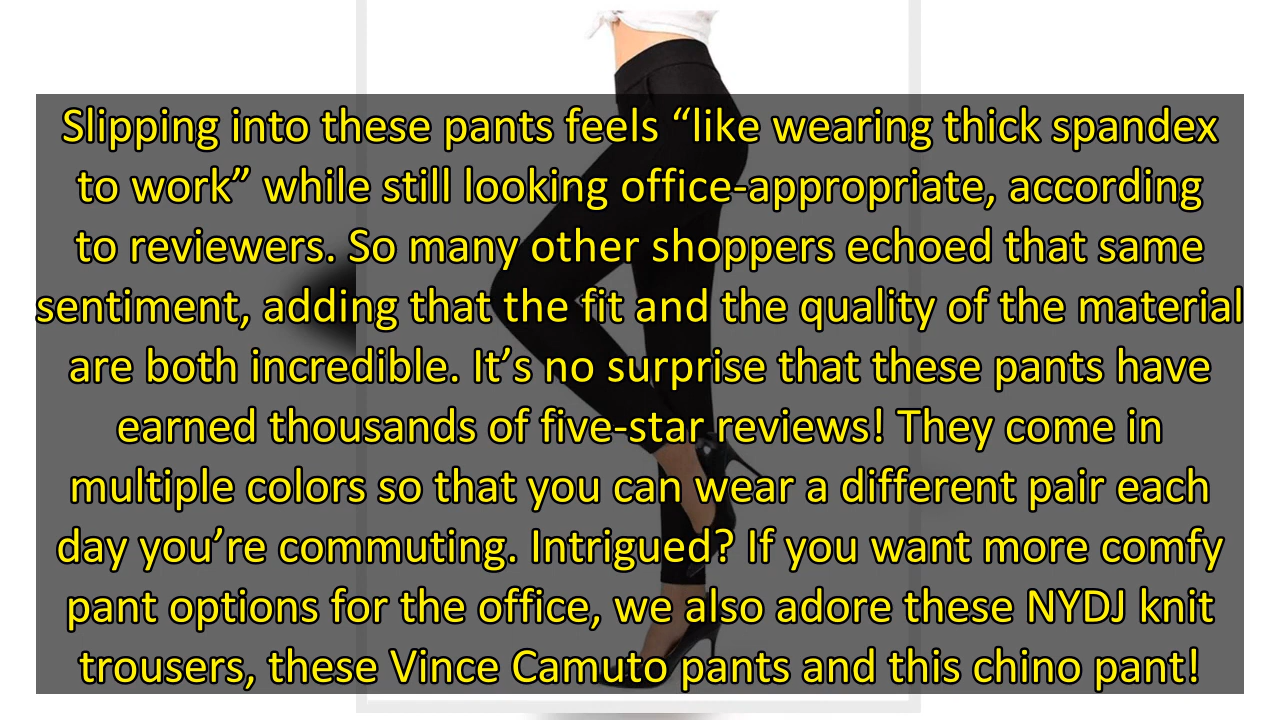 Slipping into these pants feels “like wearing thick spandex
to work” while still looking office-appropriate, according
to reviewers. So many other shoppers echoed that same
sentiment, adding that the fit and the quality of the material
are both incredible. It’s no surprise that these pants have
earned thousands of five-star reviews! They come in
multiple colors so that you can wear a different pair each
day you’re commuting. Intrigued? If you want more comfy
pant options for the office, we also adore these NYDJ knit
trousers, these Vince Camuto pants and this chino pant!